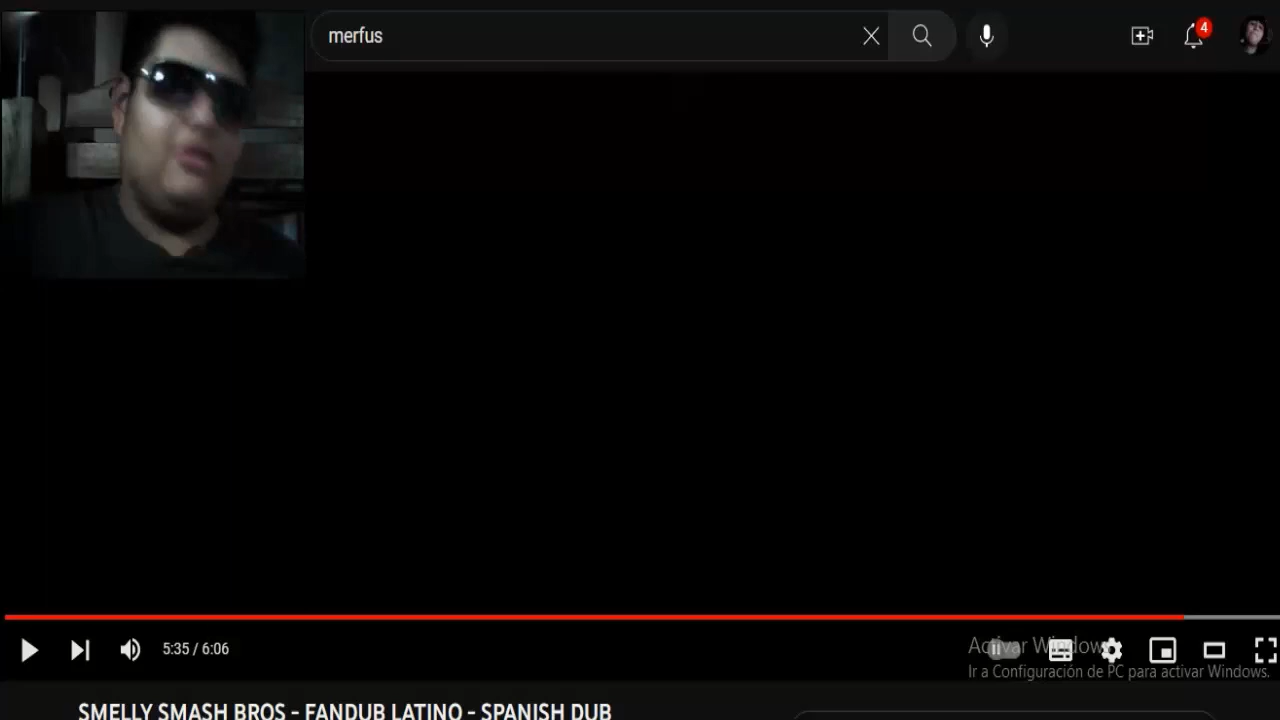 merfus
4
5:35 / 6:06
Activar Windows
Ir a Configuración de PC para activar Windows.
SMELLY SMASH BROS - FANDUB LATINO - SPANISH DUB